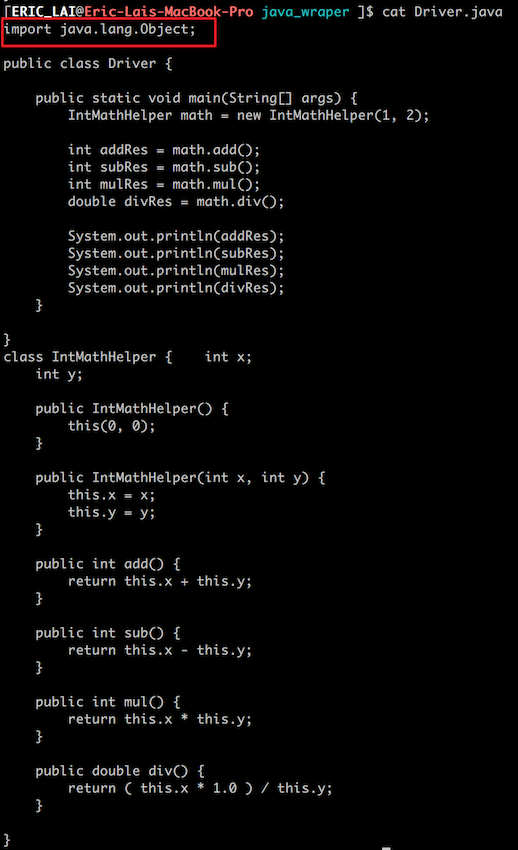 [ERIC_LAI@Eric-Lais-MacBook-Pro java_wraper ]$ cat Driver.java
import java.lang.Object;
public class Driver {
public static void main(String[] args) {
IntMathHelper math = new IntMathHelper(1, 2);
int addRes = math.add();
int subRes = math.sub();
int mulRes = math.mul();
double divRes = math.div();
System.out.println(addRes);
System.out.println(subRes);
System.out.println(mulRes);
System.out.println(divRes);
}
}
class IntMathHelper {    int x;
int y;
public IntMathHelper() {
this(0, 0);
}
public IntMathHelper(int x, int y) {
this.x = x;
this.y = y;
}
public int add() {
return this.x + this.y;
}
public int sub() {
return this.x - this.y;
}
public int mul() {
return this.x * this.y;
}
public double div() {
return ( this.x * 1.0 ) / this.y;
}
}